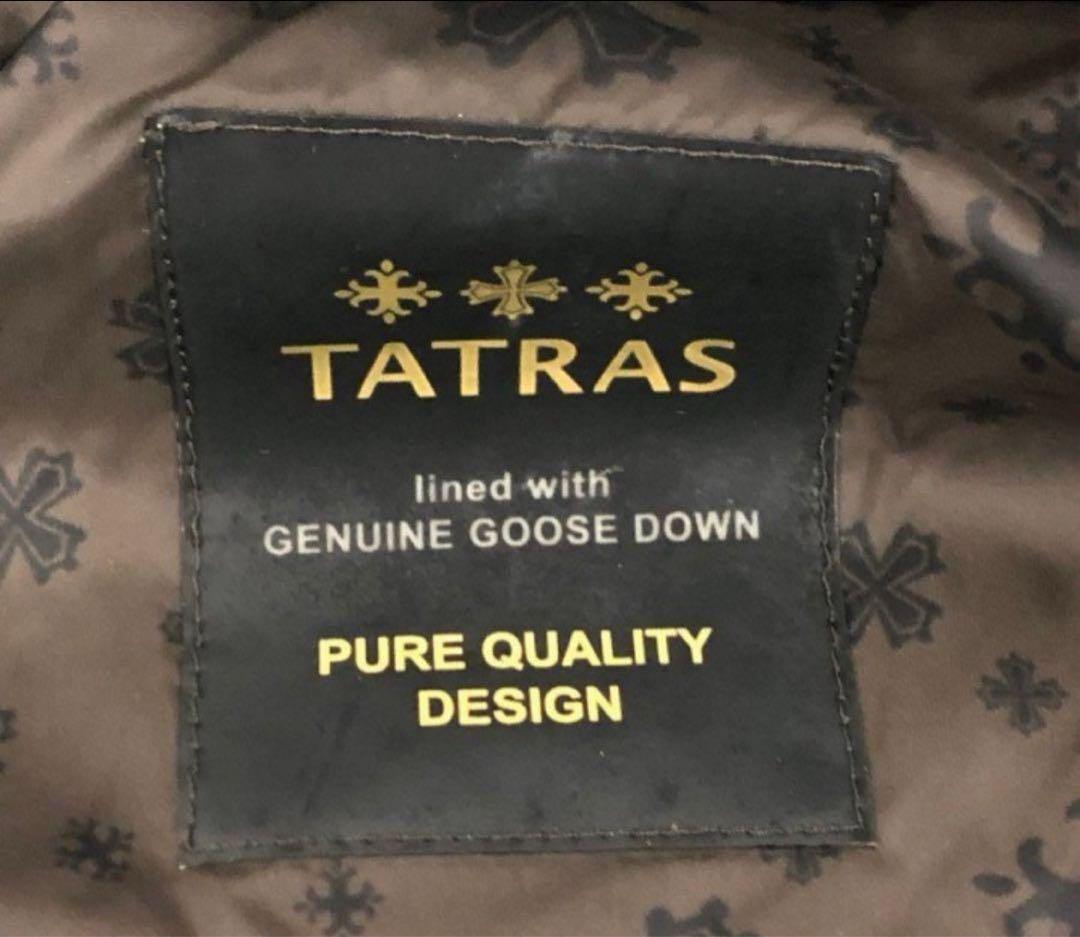 TATRAS
lined with
GENUINE GOOSE DOWN
PURE QUALITY
DESIGN